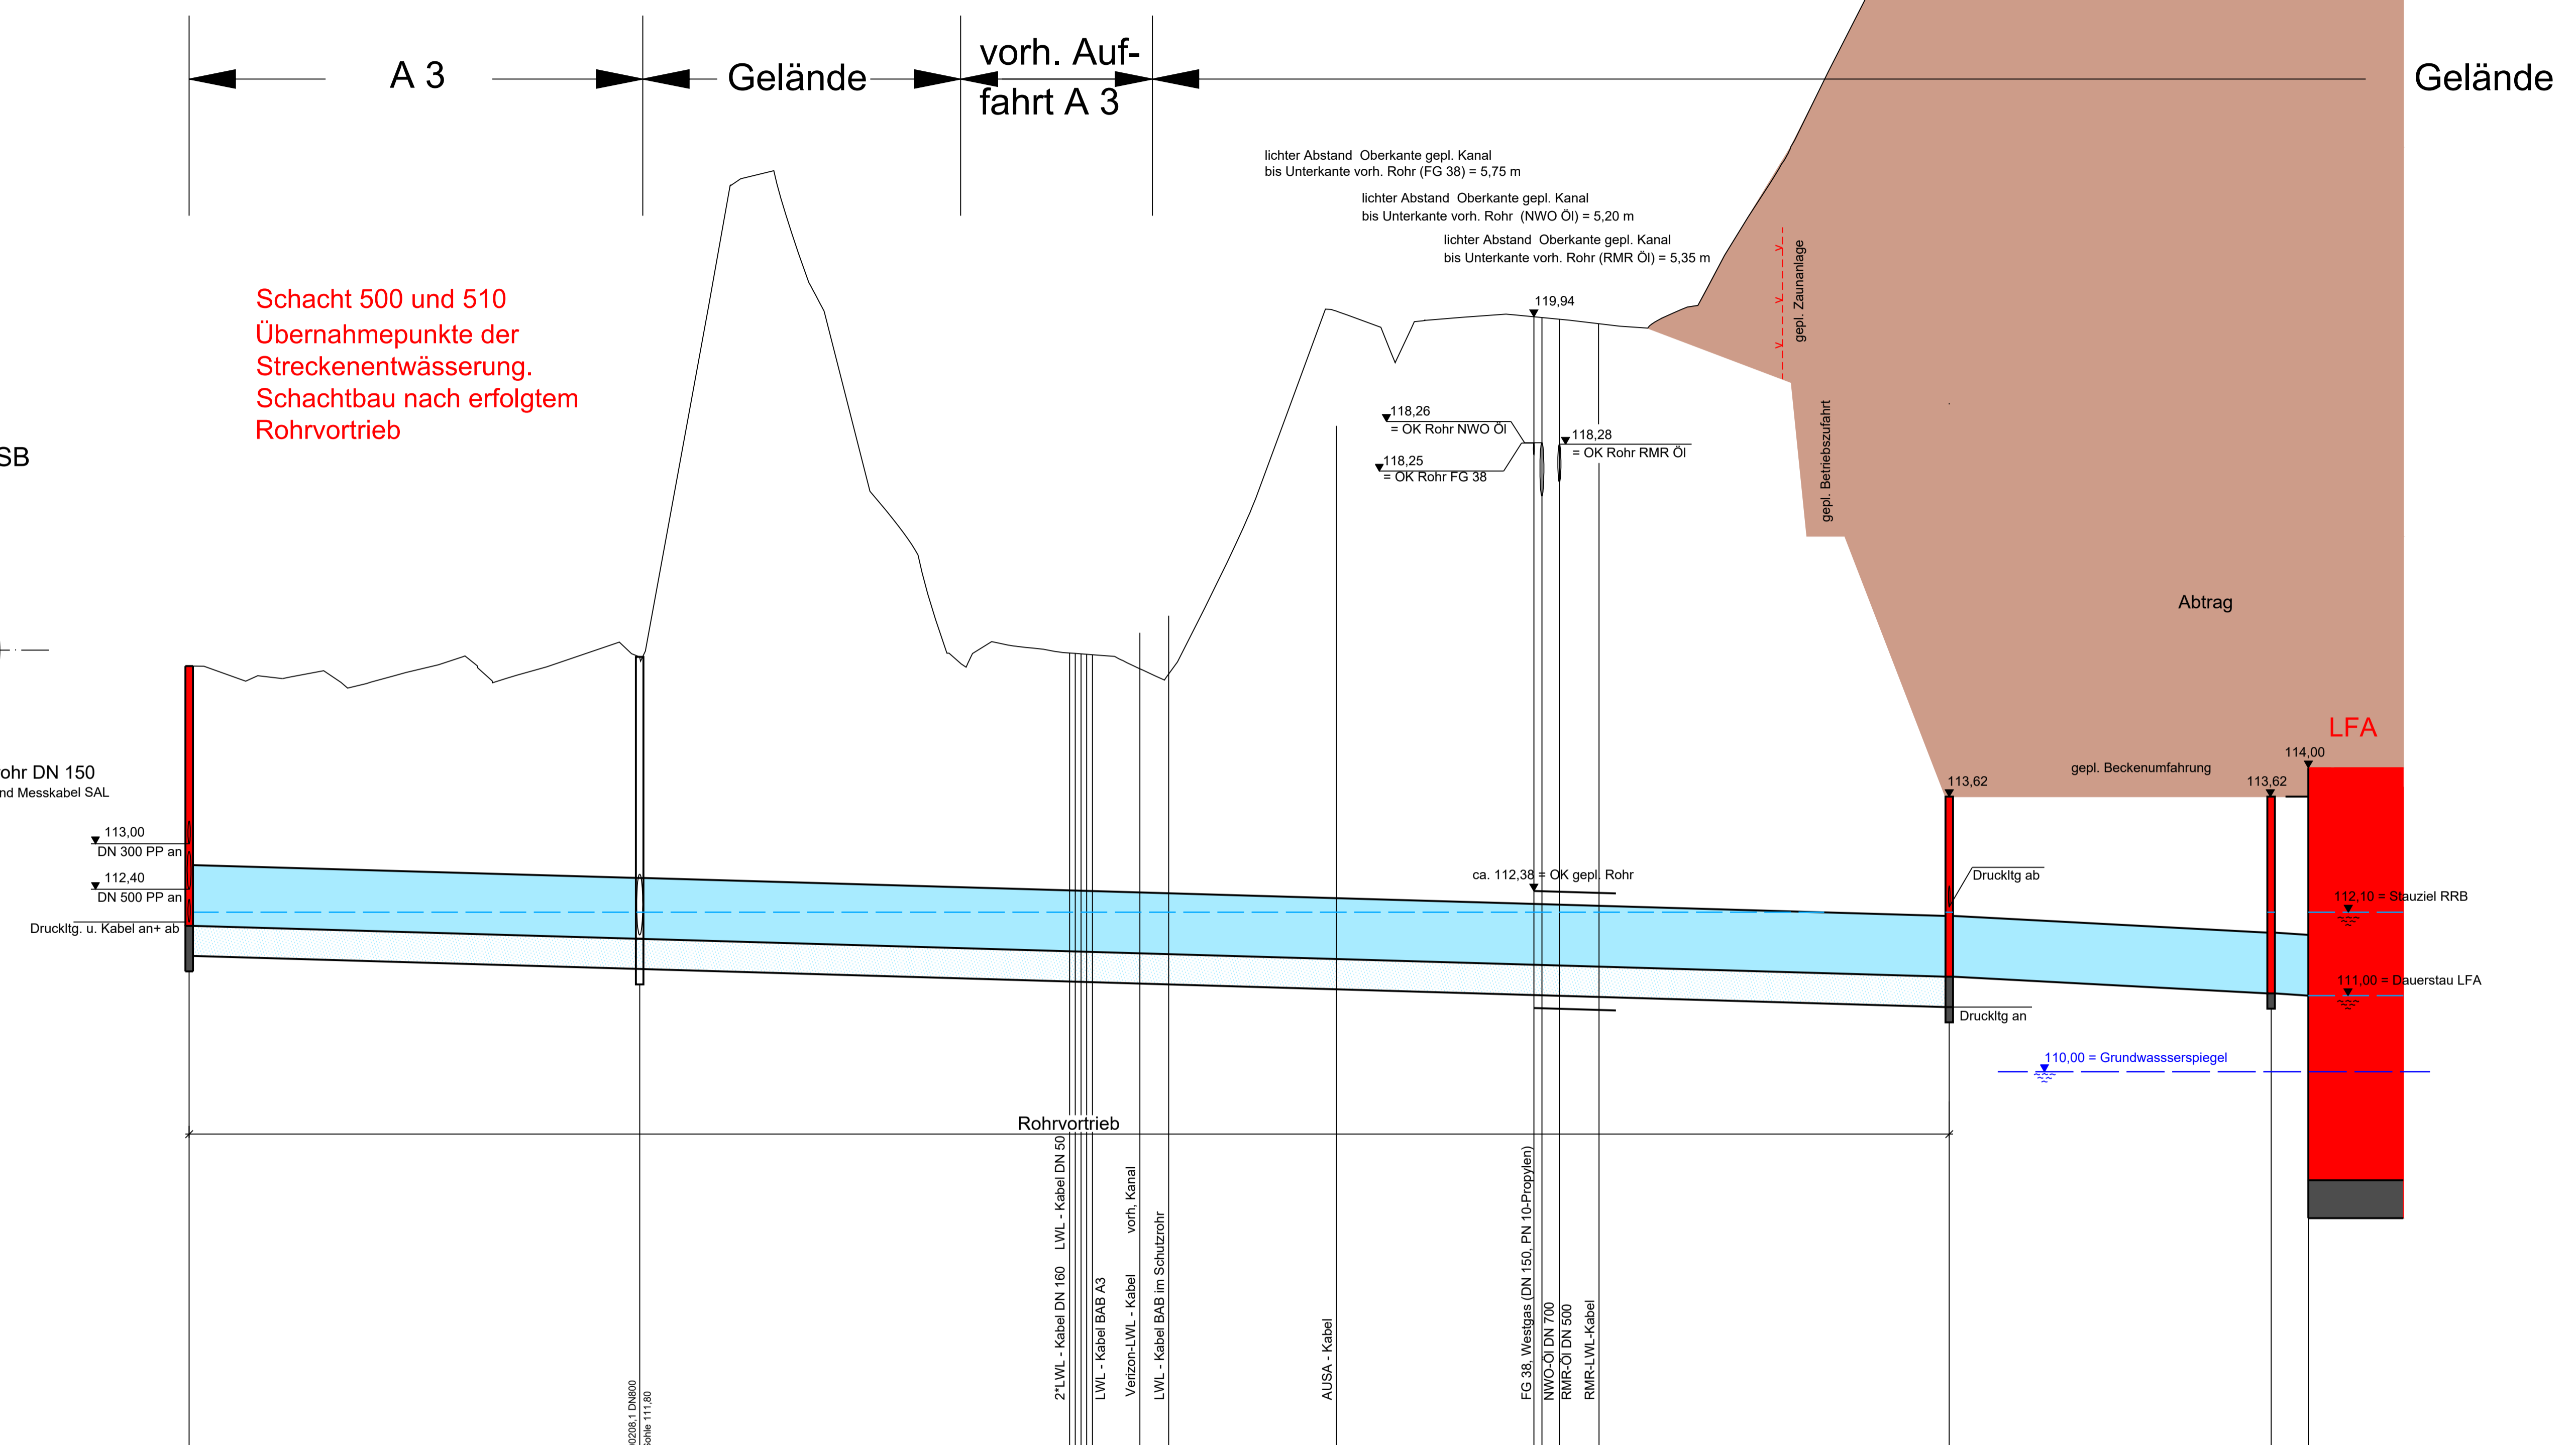 A 3
Gelände
vorh. Auf-
fahrt A 3
Gelände
lichter Abstand Oberkante gepl. Kanal
bis Unterkante vorh. Rohr (FG 38) = 5,75 m
lichter Abstand Oberkante gepl. Kanal
bis Unterkante vorh. Rohr (NWO Öl) = 5,20 m
lichter Abstand Oberkante gepl. Kanal
bis Unterkante vorh. Rohr (RMR Öl) = 5,35 m
Schacht 500 und 510
Übernahmepunkte der
Streckenentwässerung.
Schachtbau nach erfolgtem
Rohrvortrieb
119,94
gepl. Zaunanlage
118,26
= OK Rohr NWO Öl
118,28
= OK Rohr RMR Öl
118,25
= OK Rohr FG 38
gepl. Betriebszufahrt
SB
Abtrag
LFA
114,00
gepl. Beckenumfahrung
113,62
113,62
ohr DN 150
nd Messkabel SAL
113,00
DN 300 PP an
112,40
DN 500 PP an
Druckltg. u. Kabel an+ ab
ca. 112,38 = OK gepl. Rohr
Druckltg ab
112,10 = Stauziel RRB
111,00 = Dauerstau LFA
Druckltg an
110,00 = Grundwassserspiegel
Rohrvortrieb
00208,1 DN800
Sohle 111,80
2*LWL - Kabel DN 160 LWL - Kabel DN 50
LWL - Kabel BAB A3
Verizon-LWL - Kabel vorh, Kanal
LWL - Kabel BAB im Schutzrohr
AUSA - Kabel
FG 38, Westgas (DN 150, PN 10-Propylen)
NWO-Öl DN 700
RMR-Öl DN 500
RMR-LWL-Kabel